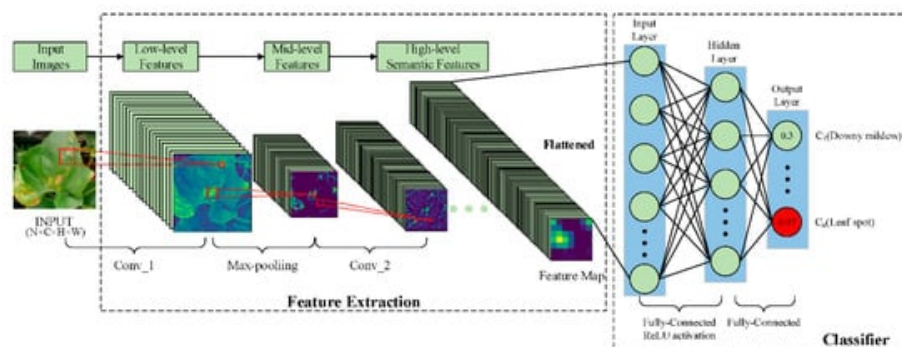 Input
Images
Low-level
Features
Mid-level
Features
High-level
Semantic Features
INPUT
(N×C×H×W)
Conv_1
Max-pooliing
Conv_2
Feature Map
Flattened
Feature Extraction
Input
Layer
Hidden
Layer
Output
Layer
0.3
C₁(Downy mildew)
(Leaf spot)
Fully-Connected
ReLU activation
Fully-Connected
Classifier